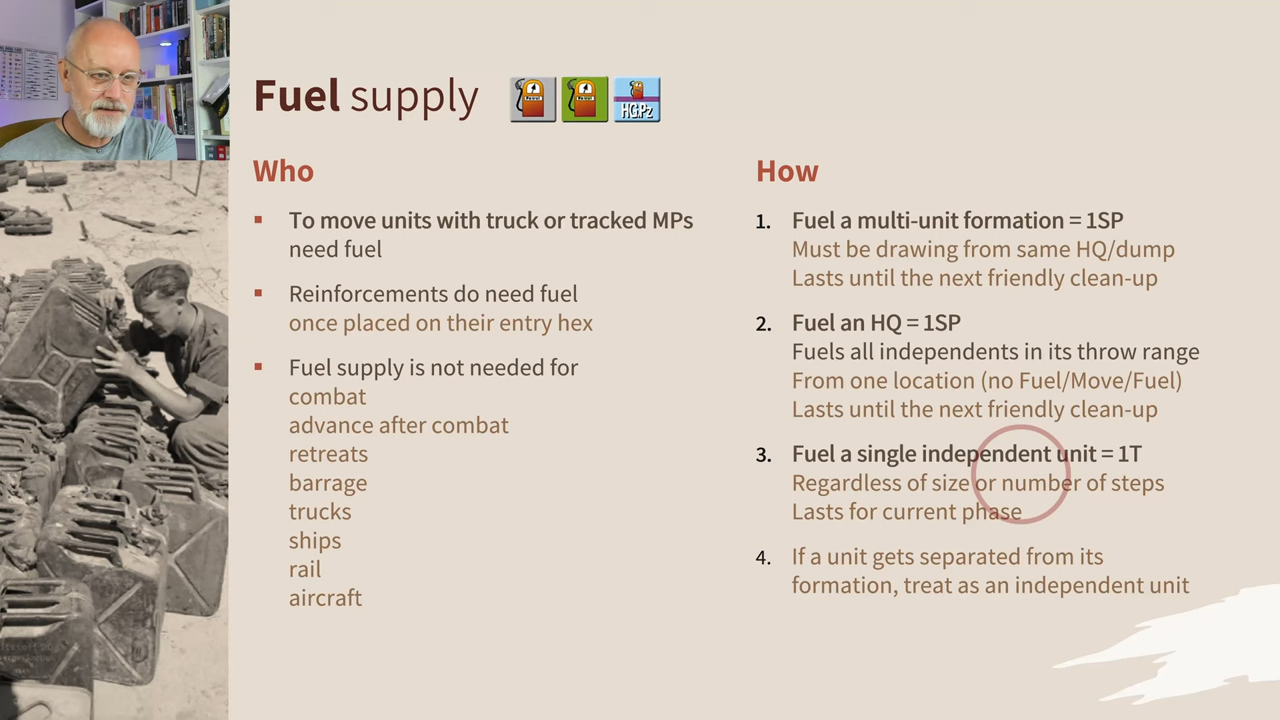 Fuel supply
HG.Pz
Who
To move units with truck or tracked MPs
need fuel
Reinforcements do need fuel
once placed on their entry hex
Fuel supply is not needed for
combat
advance after combat
retreats
barrage
trucks
ships
rail
aircraft
How
1. Fuel a multi-unit formation = 1SP
Must be drawing from same HQ/dump
Lasts until the next friendly clean-up
2. Fuel an HQ = 1SP
Fuels all independents in its throw range
From one location (no Fuel/Move/Fuel)
Lasts until the next friendly clean-up
3. Fuel a single independent unit = 1T
Regardless of size or number of steps
Lasts for current phase
4. If a unit gets separated from its
formation, treat as an independent unit